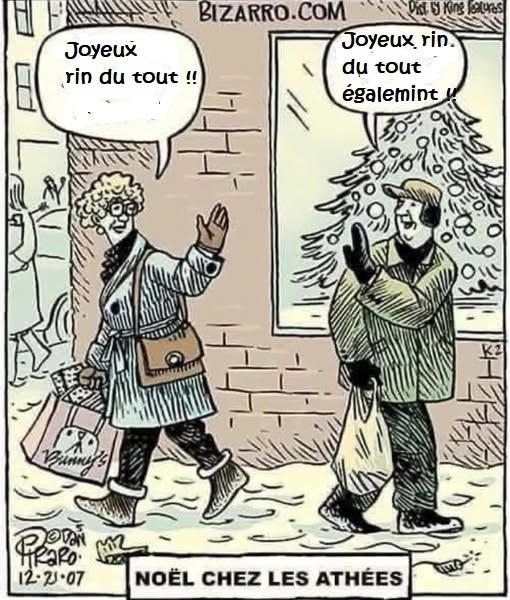 BIZARRO.COM
Dist. by King Features
Joyeux
rin du tout !!
Joyeux rin
du tout
égalemint !!
K2
Bunny's
©DAN
PIRARO.
12-21-07
NOËL CHEZ LES ATHÉES